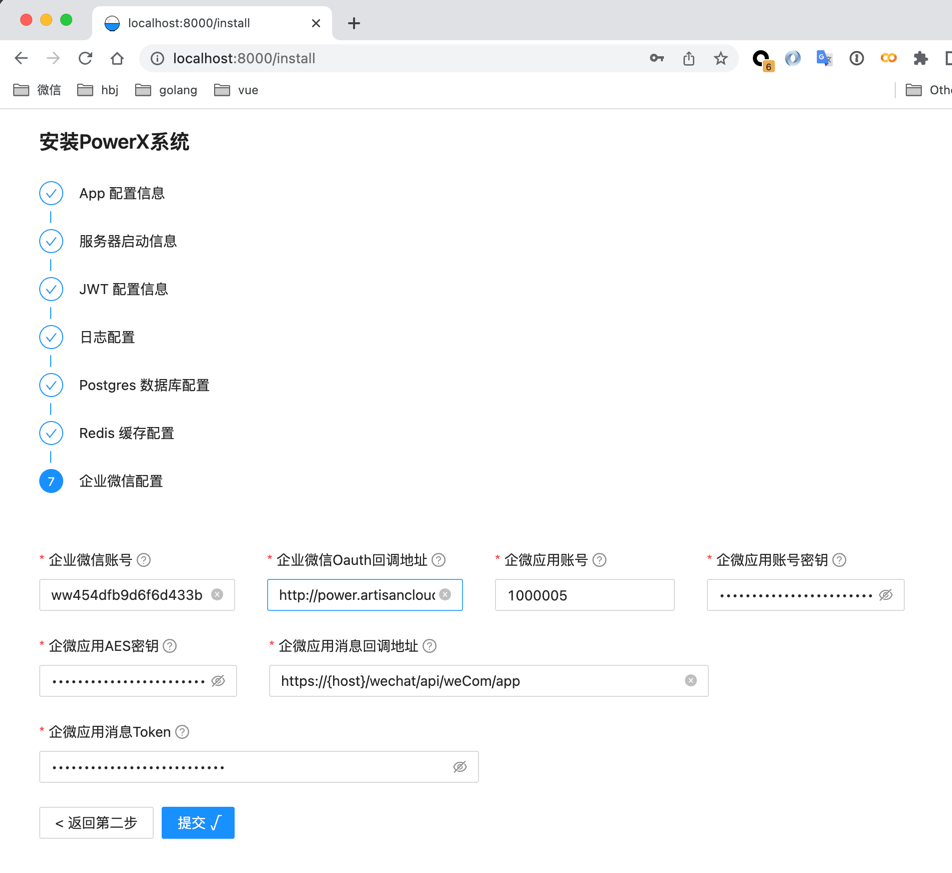 localhost:8000/install
localhost:8000/install
6
微信 hbj golang vue Othe
安装PowerX系统
App 配置信息
服务器启动信息
JWT 配置信息
日志配置
Postgres 数据库配置
Redis 缓存配置
7 企业微信配置
* 企业微信账号 * 企业微信Oauth回调地址 * 企微应用账号 * 企微应用账号密钥
ww454dfb9d6f6d433b http://power.artisancloud 1000005 ••••••••••••••••••••••••
* 企微应用AES密钥 * 企微应用消息回调地址
•••••••••••••••••••••••• https://{host}/wechat/api/weCom/app
* 企微应用消息Token
•••••••••••••••••••••••••••
< 返回第二步 提交 √